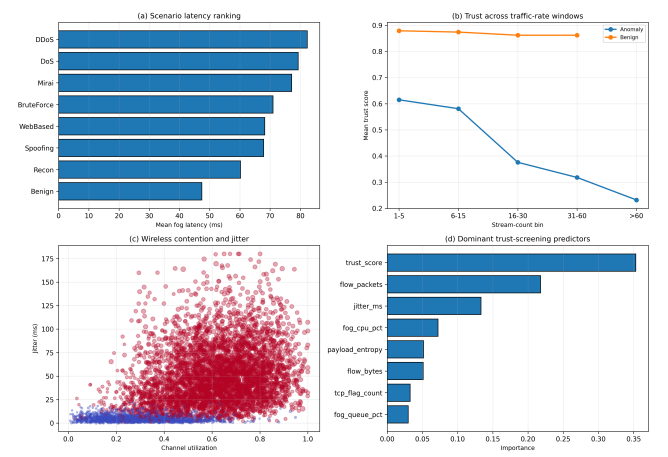 (a) Scenario latency ranking
DDoS
DoS
Mirai
BruteForce
WebBased
Spoofing
Recon
Benign
0 10 20 30 40 50 60 70 80
Mean fog latency (ms)
(b) Trust across traffic-rate windows
Anomaly
Benign
0.9
0.8
0.7
0.6
0.5
0.4
0.3
0.2
Mean trust score
1-5 6-15 16-30 31-60 >60
Stream-count bin
(c) Wireless contention and jitter
175
150
125
100
75
50
25
0
Jitter (ms)
0.0 0.2 0.4 0.6 0.8 1.0
Channel utilization
(d) Dominant trust-screening predictors
trust_score
flow_packets
jitter_ms
fog_cpu_pct
payload_entropy
flow_bytes
tcp_flag_count
fog_queue_pct
0.00 0.05 0.10 0.15 0.20 0.25 0.30 0.35
Importance